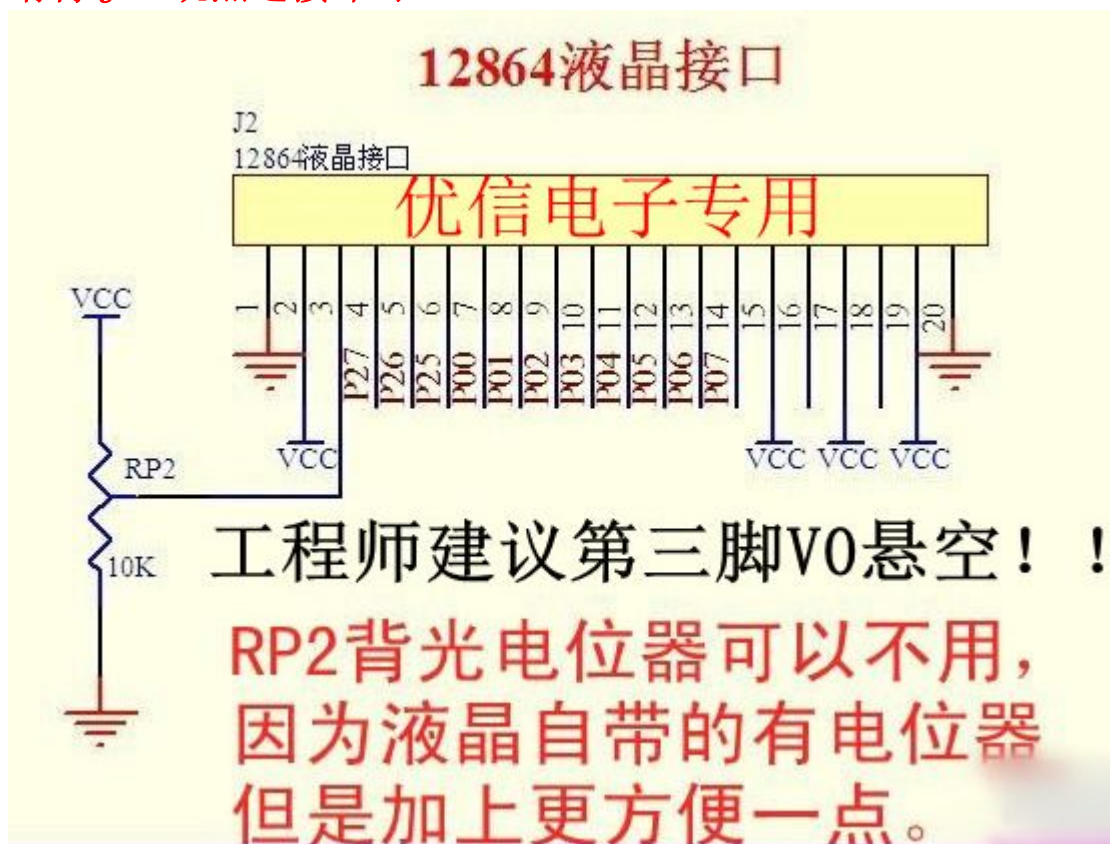 12864液晶接口
J2
12864液晶接口
优信电子专用
1 2 3 4 5 6 7 8 9 10 11 12 13 14 15 16 17 18 19 20
VCC
P27 P26 P25 P00 P01 P02 P03 P04 P05 P06 P07
VCC VCC VCC VCC
RP2
10K
工程师建议第三脚V0悬空！！
RP2背光电位器可以不用，
因为液晶自带的有电位器
但是加上更方便一点。